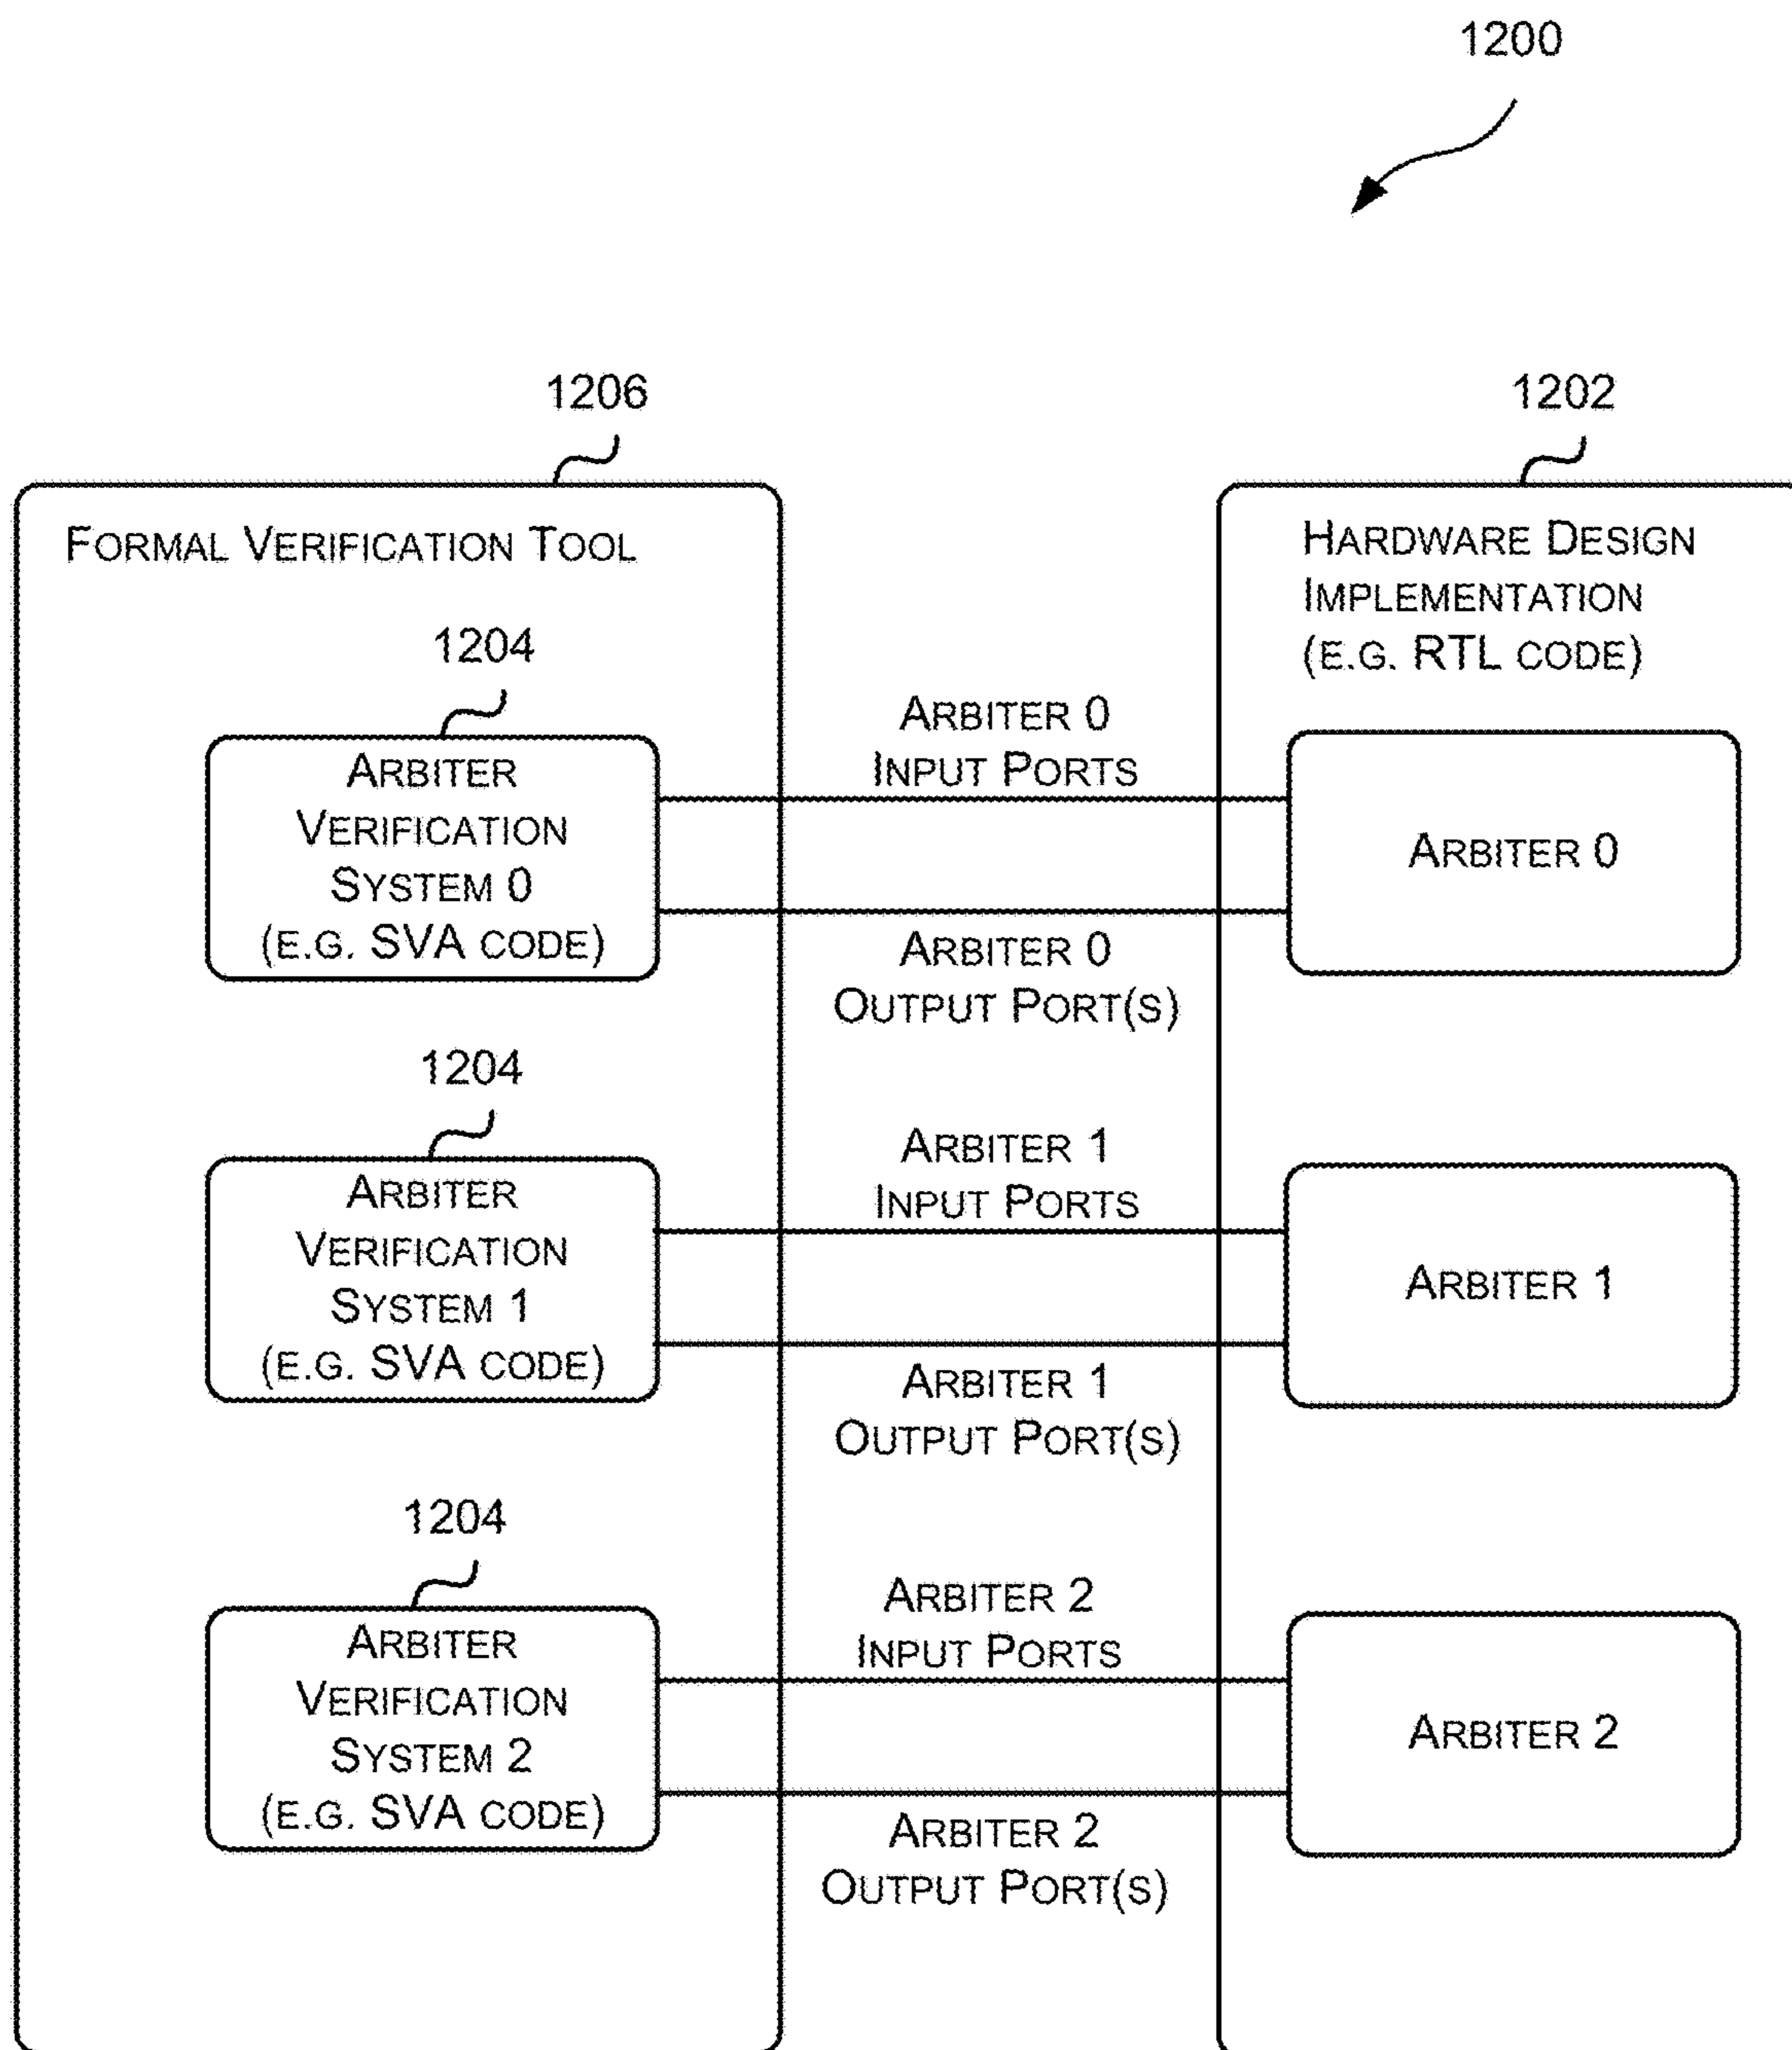 1200
1206
1202
FORMAL VERIFICATION TOOL
HARDWARE DESIGN
IMPLEMENTATION
(E.G. RTL CODE)
1204
ARBITER
VERIFICATION
SYSTEM 0
(E.G. SVA CODE)
ARBITER 0
INPUT PORTS
ARBITER 0
OUTPUT PORT(S)
ARBITER 0
1204
ARBITER
VERIFICATION
SYSTEM 1
(E.G. SVA CODE)
ARBITER 1
INPUT PORTS
ARBITER 1
OUTPUT PORT(S)
ARBITER 1
1204
ARBITER
VERIFICATION
SYSTEM 2
(E.G. SVA CODE)
ARBITER 2
INPUT PORTS
ARBITER 2
OUTPUT PORT(S)
ARBITER 2